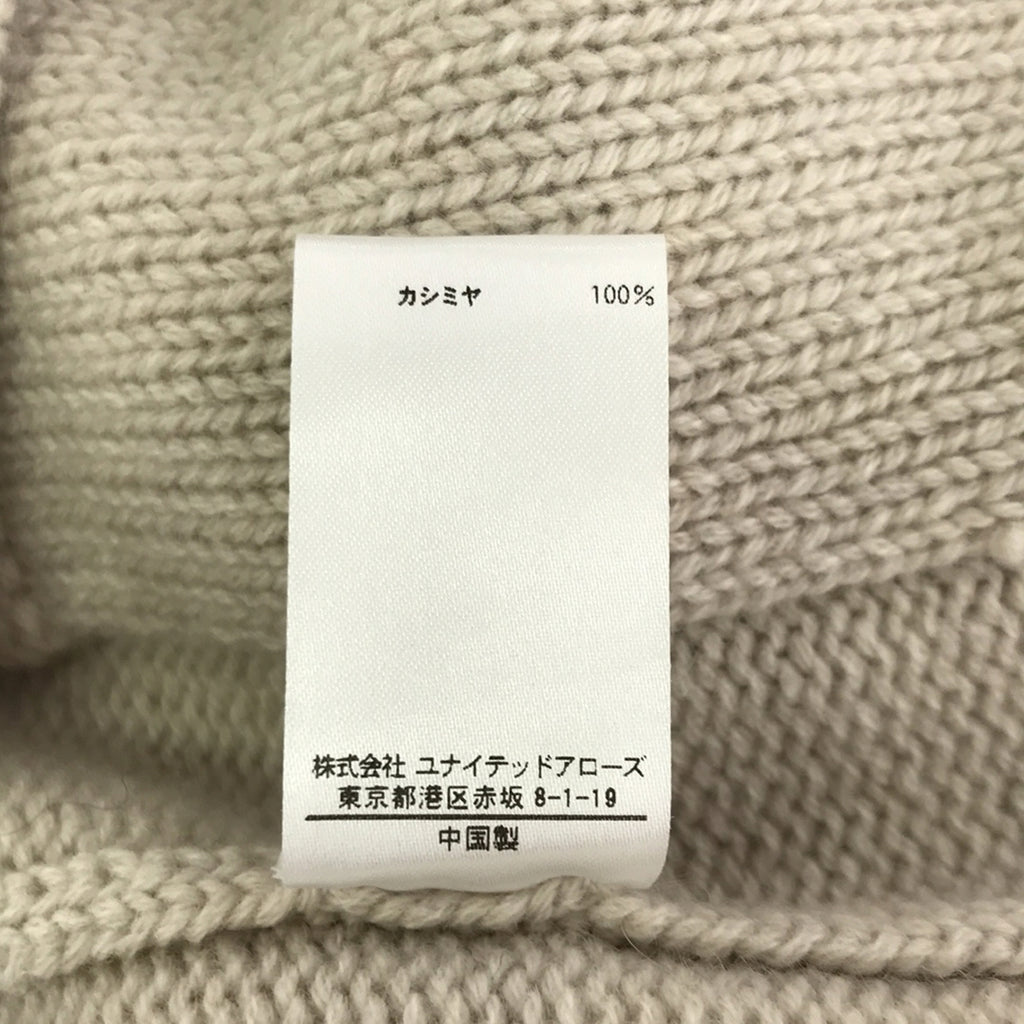 カシミヤ 100%
株式会社 ユナイテッドアローズ
東京都港区赤坂 8-1-19
中国製